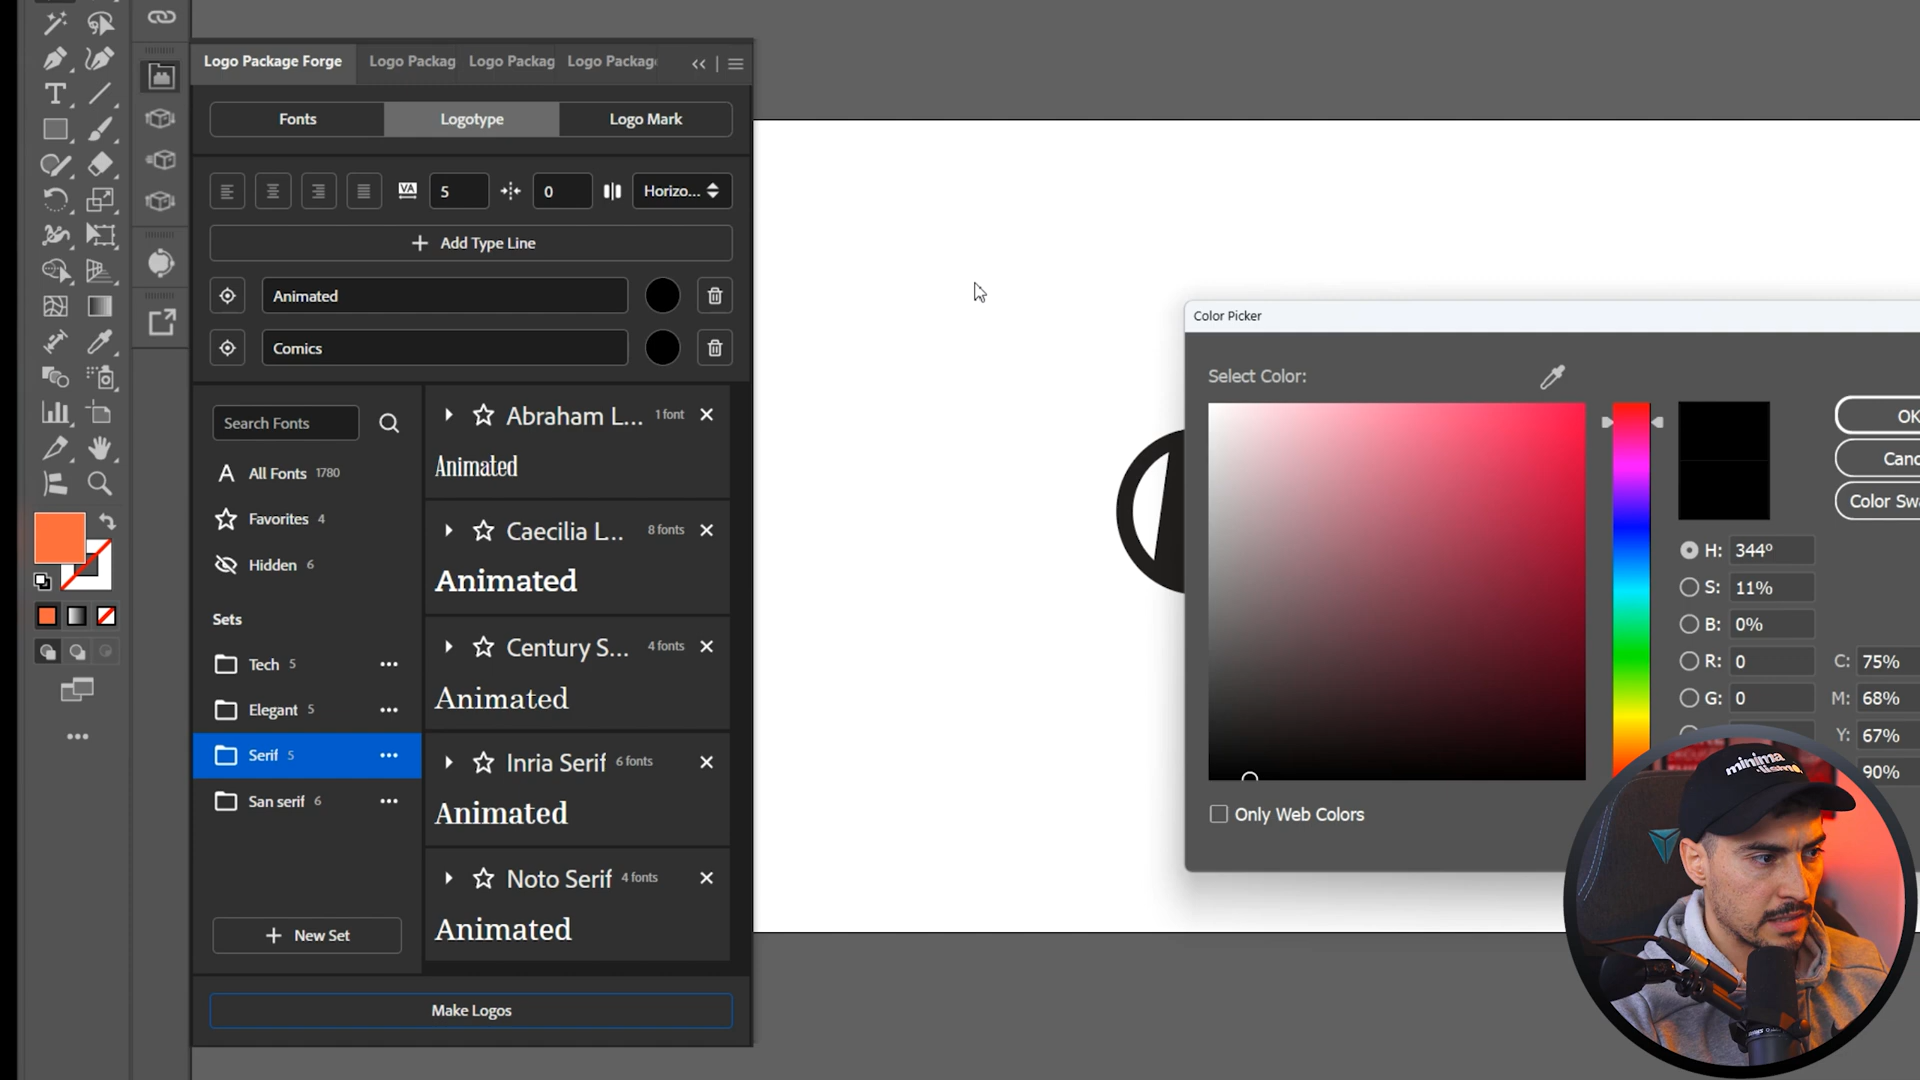 Logo Package Forge
Logo Packag
Logo Packag
Logo Package
Fonts
Logotype
Logo Mark
VA
5
0
Horizo...
Add Type Line
Animated
Comics
Search Fonts
All Fonts 1780
Favorites 4
Hidden 6
Sets
Tech 5
Elegant 5
Serif 5
San serif 6
New Set
Abraham L... 1 font
Animated
Caecilia L... 8 fonts
Animated
Century S... 4 fonts
Animated
Inria Serif 6 fonts
Animated
Noto Serif 4 fonts
Animated
Make Logos
Color Picker
Select Color:
OK
Canc
Color Swa
H: 344º
S: 11%
B: 0%
R: 0
C: 75%
G: 0
M: 68%
Y: 67%
90%
Only Web Colors
minima